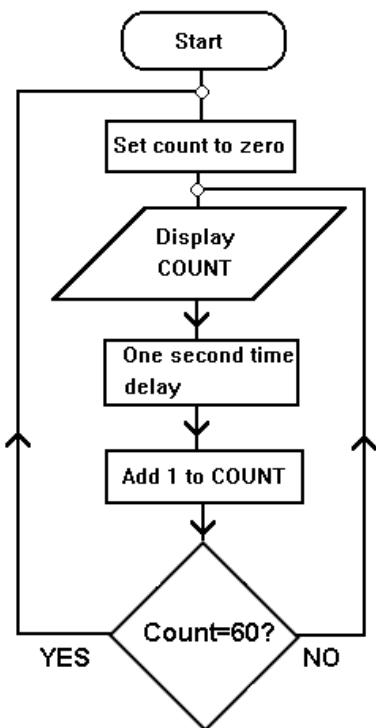 Start
Set count to zero
Display
COUNT
One second time
delay
Add 1 to COUNT
Count=60?
YES
NO